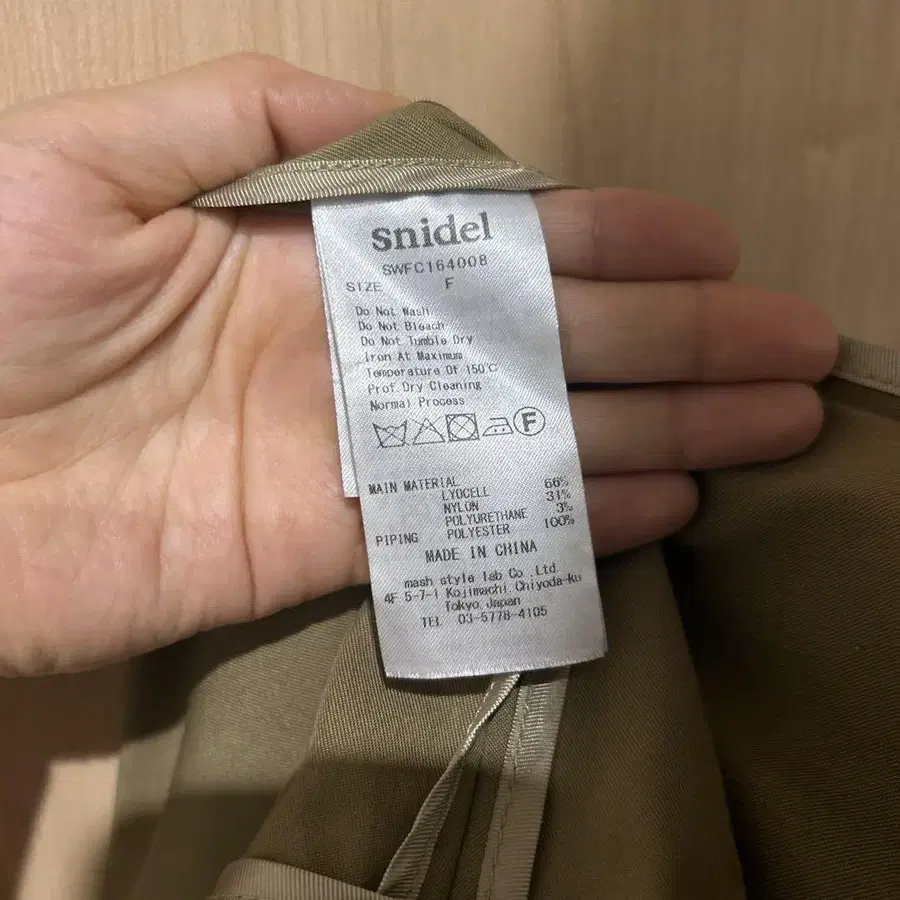 snidel
SWFC164008
SIZE F
Do Not Wash
Do Not Bleach
Do Not Tumble Dry
Iron At Maximum
Temperature Of 150℃
Prof.Dry Cleaning
Normal Process
F
MAIN MATERIAL
LYOCELL 66%
NYLON 31%
POLYURETHANE 3%
PIPING POLYESTER 100%
MADE IN CHINA
mash style lab Co.,Ltd.
4F 5-7-1 Kojimachi,Chiyoda-ku
Tokyo,Japan
TEL 03-5778-4105